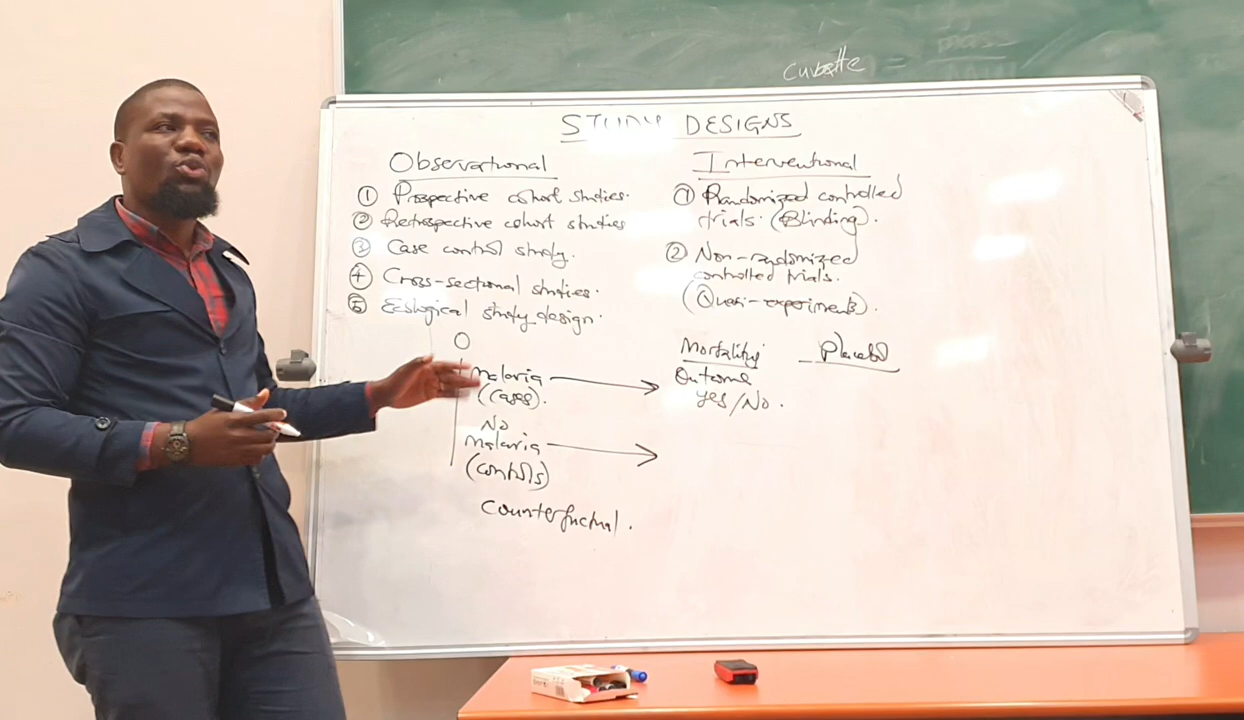 cuvette =
STUDY DESIGNS
Observational
① Prospective cohort studies.
② Retrospective cohort studies
③ Case control study.
④ Cross-sectional studies.
⑤ Ecological study design.
Interventional
① Randomized controlled
trials. (Blinding).
② Non-randomized
controlled trials.
(Quasi-experiments).
O
Malaria
(Cases).
No
Malaria
(controls)
Counterfactual.
Mortality
Outcome
Yes/No.
Placebo